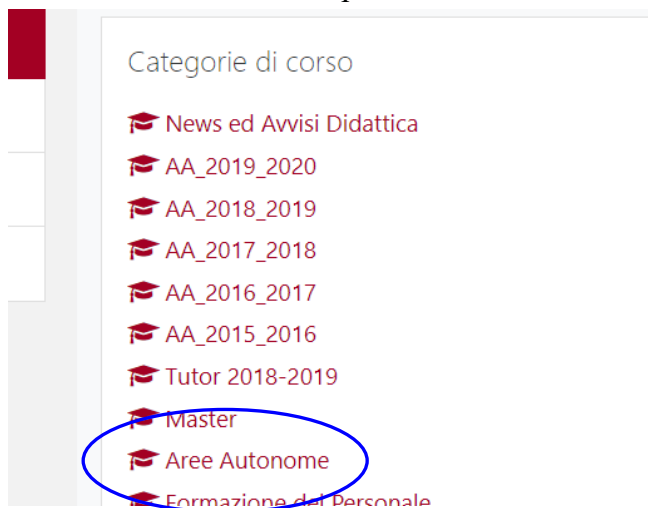 Categorie di corso
News ed Avvisi Didattica
AA_2019_2020
AA_2018_2019
AA_2017_2018
AA_2016_2017
AA_2015_2016
Tutor 2018-2019
Master
Aree Autonome
Formazione del Personale